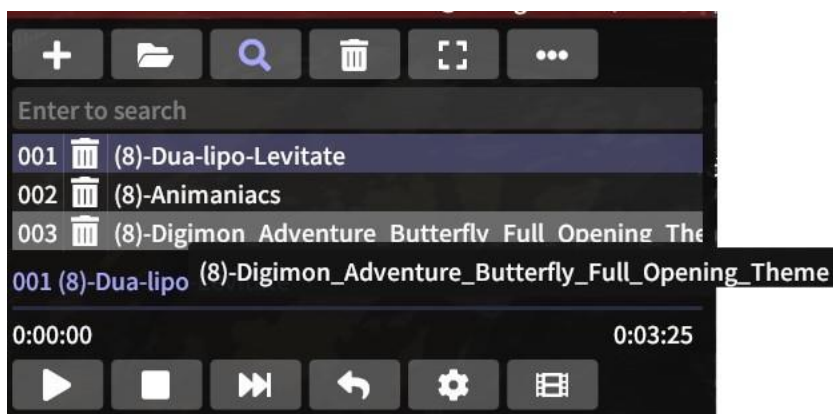 Enter to search
001 (8)-Dua-lipo-Levitate
002 (8)-Animaniacs
003 (8)-Digimon_Adventure_Butterfly_Full_Opening_The
001 (8)-Dua-lipo
(8)-Digimon_Adventure_Butterfly_Full_Opening_Theme
0:00:00 0:03:25